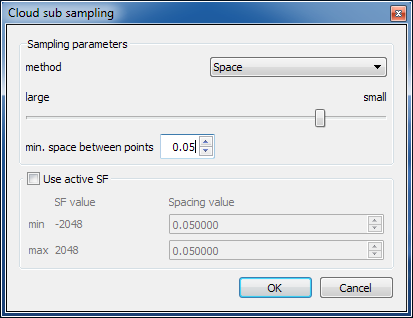 Cloud sub sampling
Sampling parameters
method Space
large small
min. space between points 0.05
Use active SF
SF value Spacing value
min -2048 0.050000
max 2048 0.050000
OK Cancel